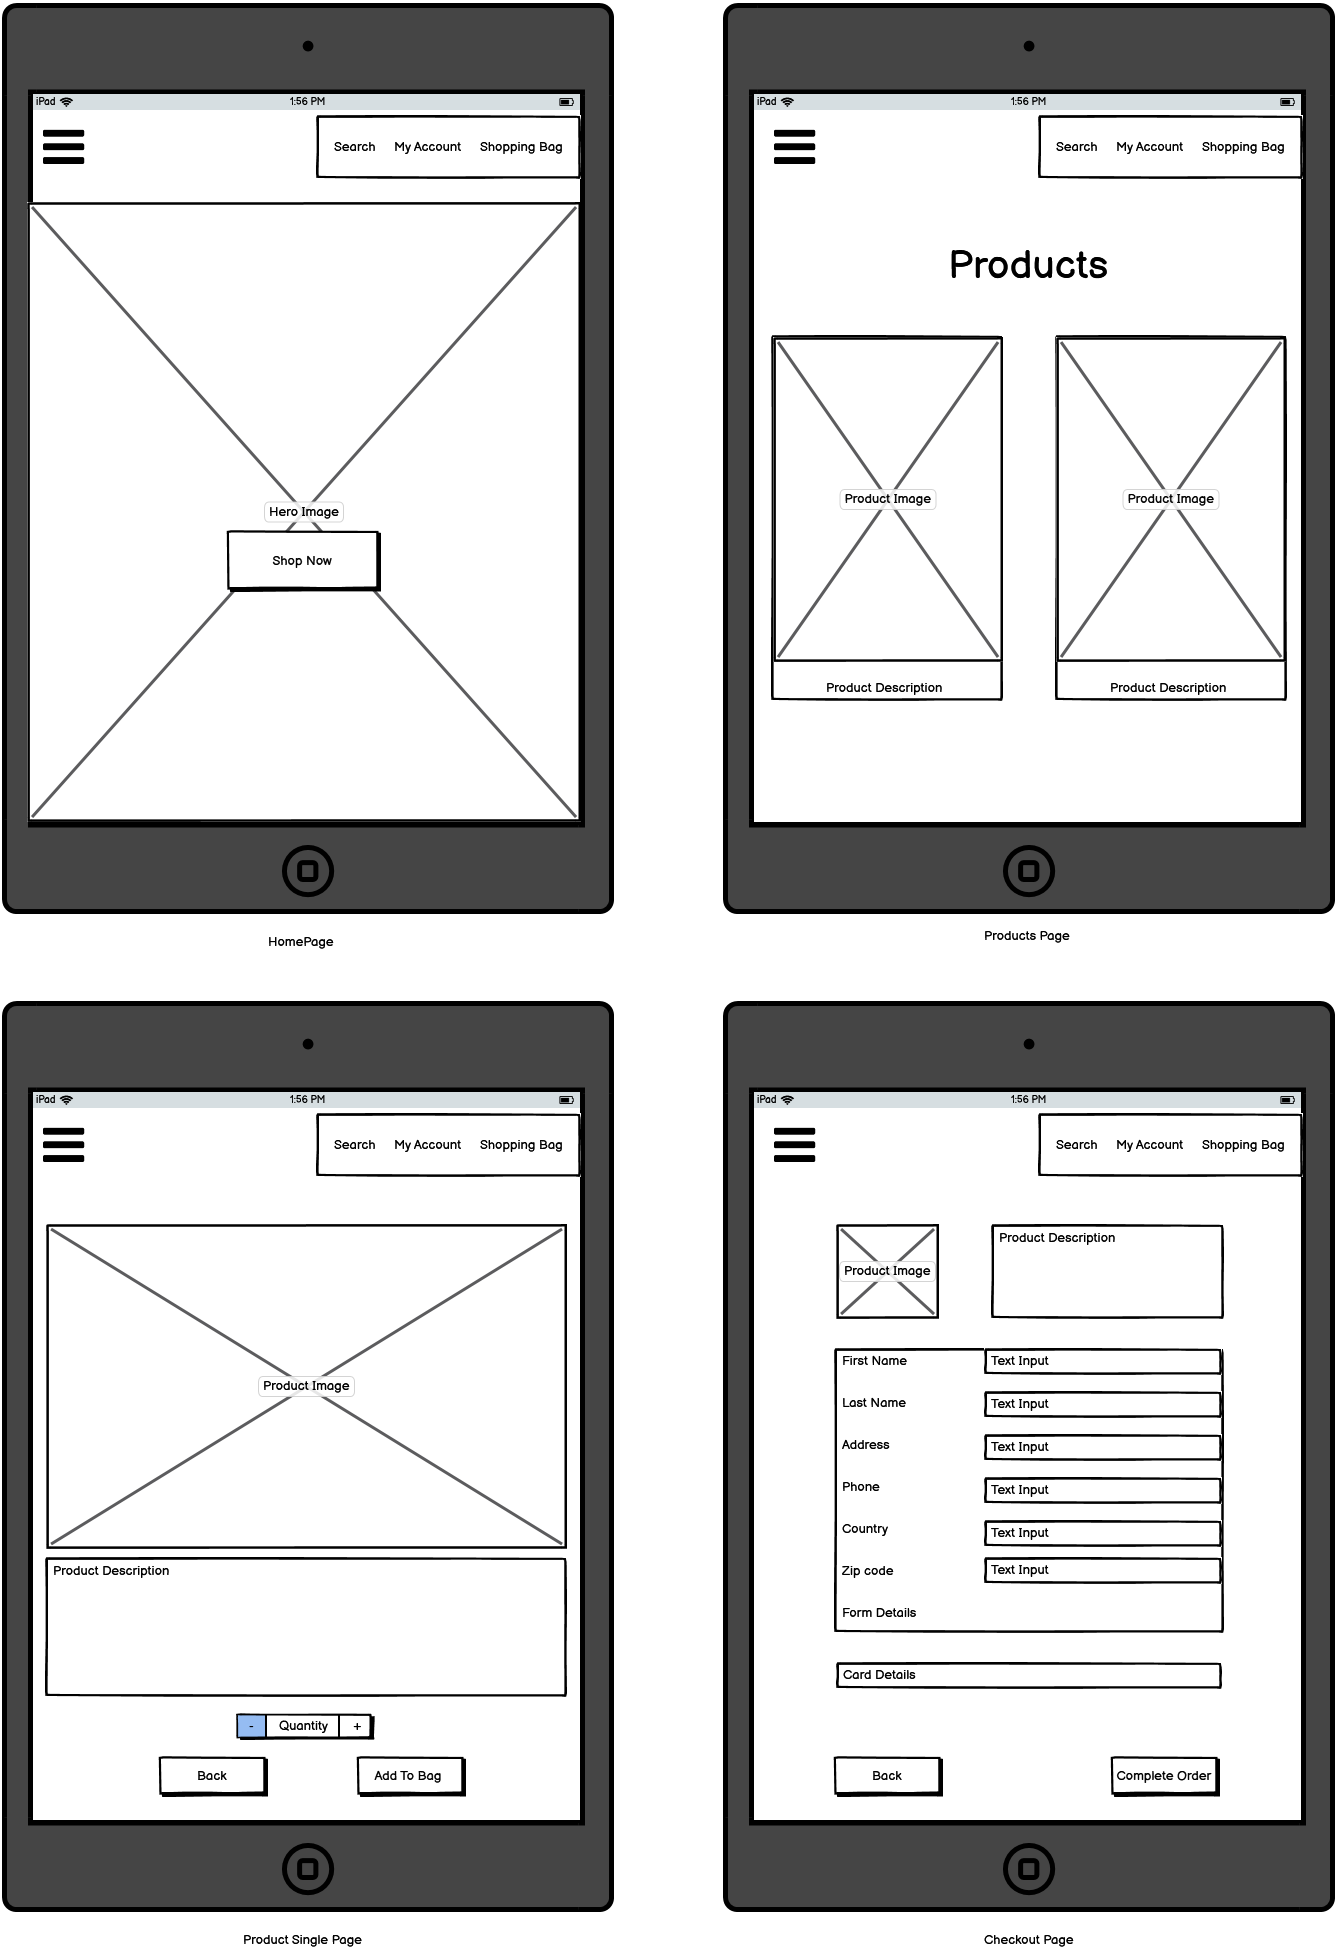 iPad 1:56 PM
Search My Account Shopping Bag
Hero Image
Shop Now
HomePage
iPad 1:56 PM
Search My Account Shopping Bag
Products
Product Image Product Image
Product Description Product Description
Products Page
iPad 1:56 PM
Search My Account Shopping Bag
Product Image
Product Description
- Quantity +
Back Add To Bag
Product Single Page
iPad 1:56 PM
Search My Account Shopping Bag
Product Image Product Description
First Name Text Input
Last Name Text Input
Address Text Input
Phone Text Input
Country Text Input
Zip code Text Input
Form Details
Card Details
Back Complete Order
Checkout Page